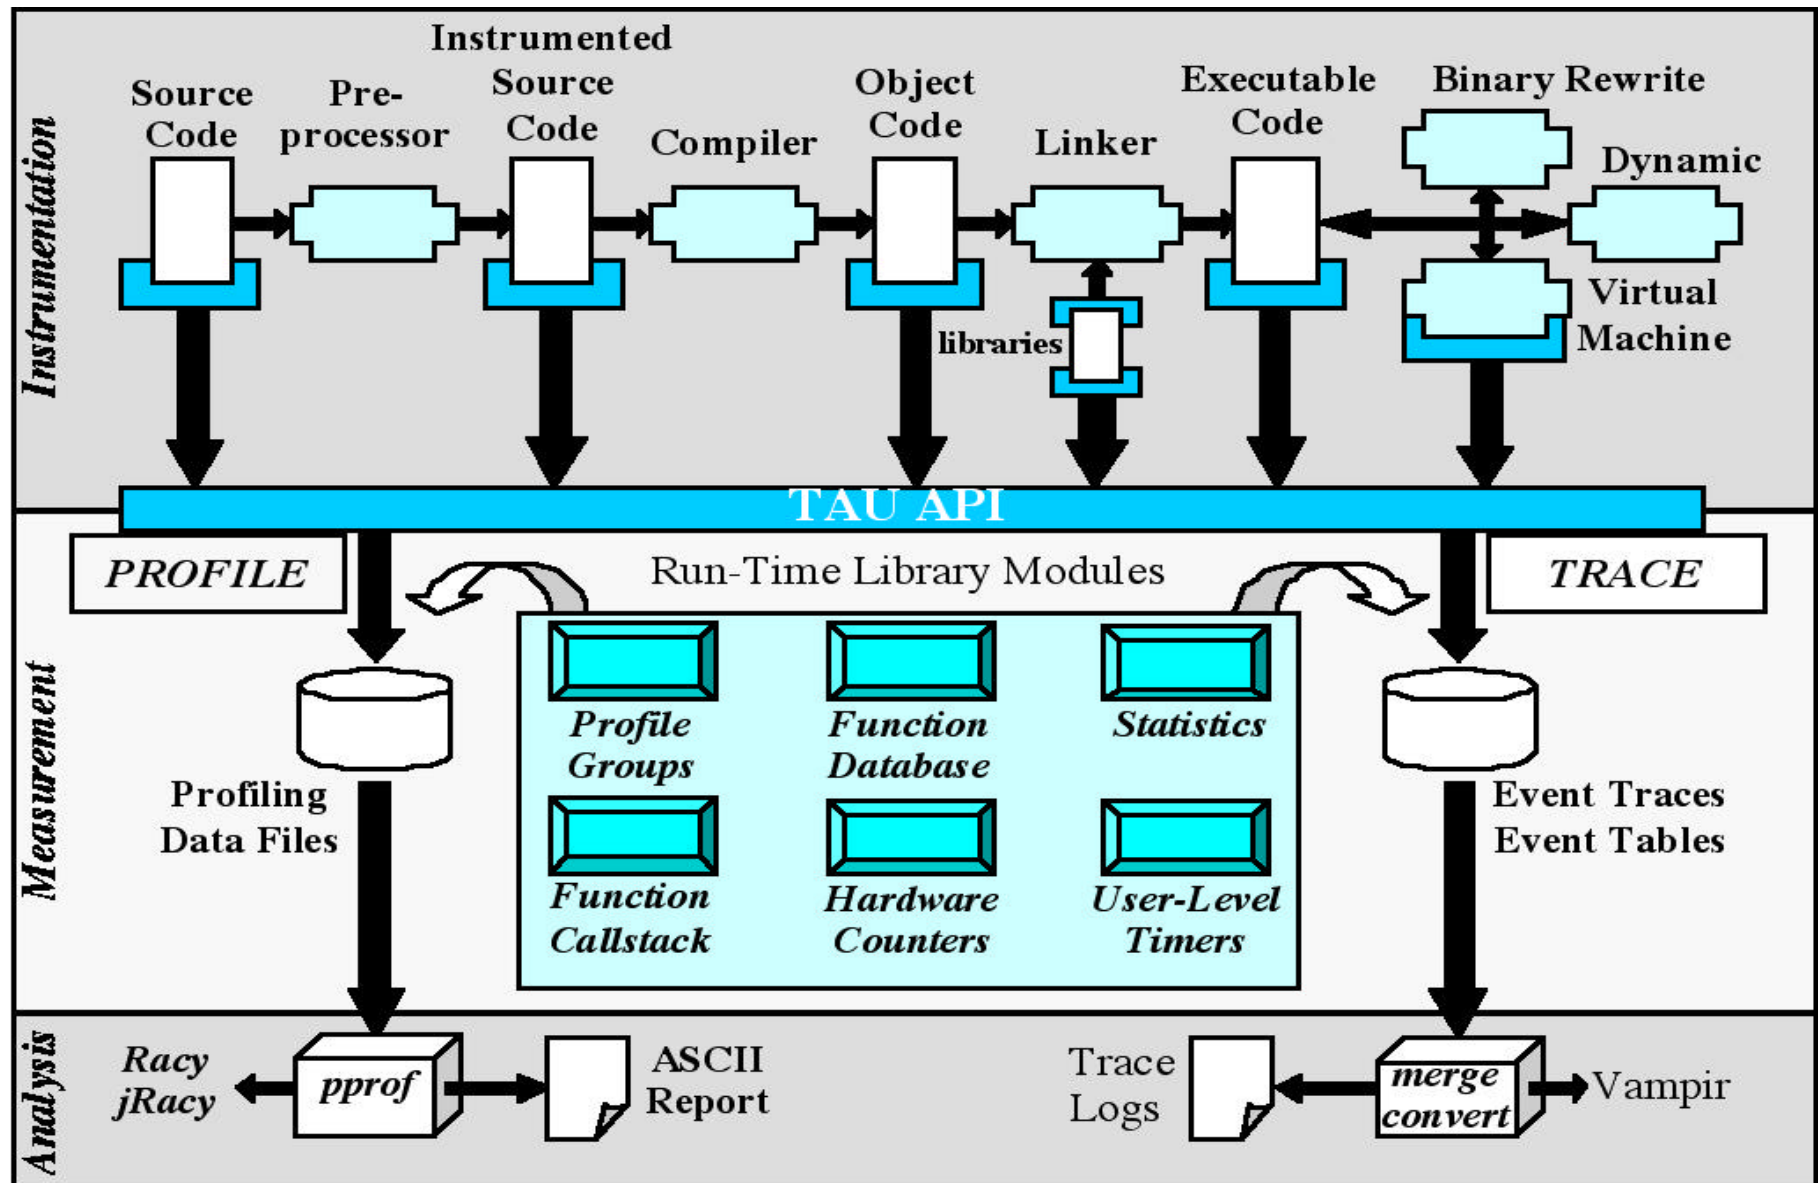 Instrumentation
Source
Code
Pre-
processor
Instrumented
Source
Code
Compiler
Object
Code
Linker
libraries
Executable
Code
Binary Rewrite
Dynamic
Virtual
Machine
TAU API
Measurement
PROFILE
Run-Time Library Modules
TRACE
Profiling
Data Files
Profile
Groups
Function
Database
Statistics
Function
Callstack
Hardware
Counters
User-Level
Timers
Event Traces
Event Tables
Analysis
Racy
jRacy
pprof
ASCII
Report
Trace
Logs
merge
convert
Vampir